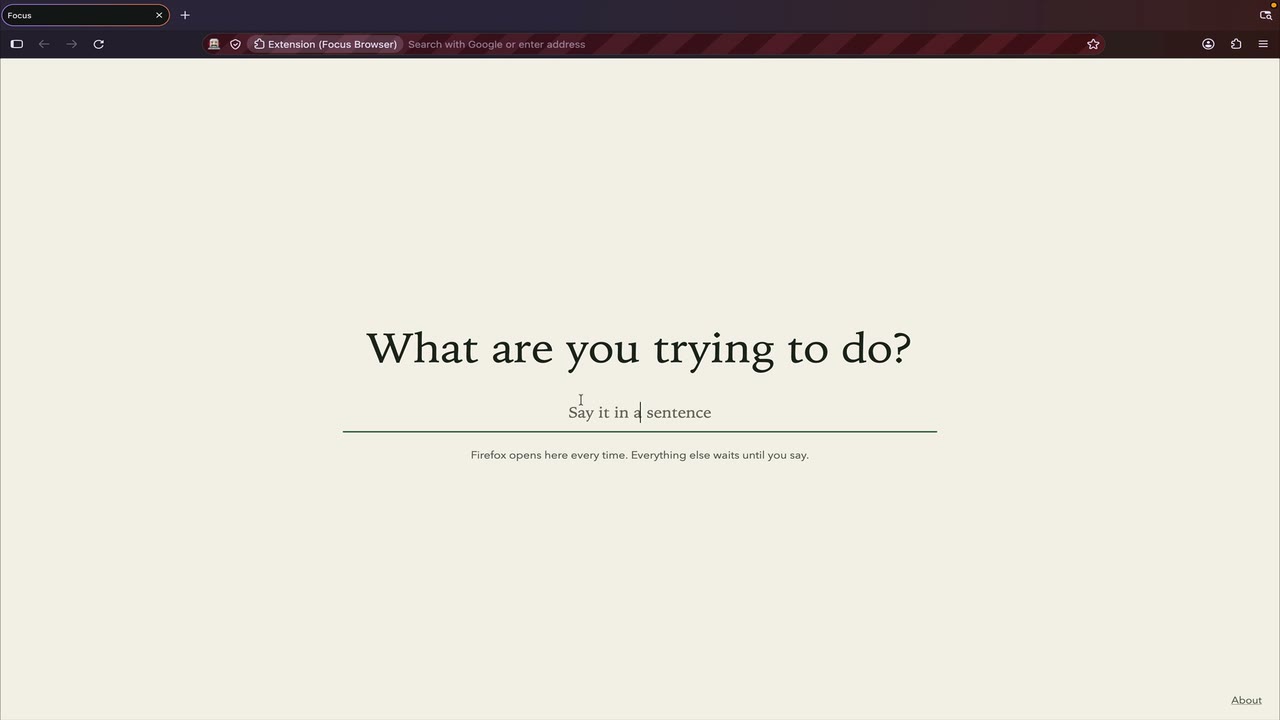 Focus
Extension (Focus Browser)
Search with Google or enter address
What are you trying to do?
Say it in a sentence
Firefox opens here every time. Everything else waits until you say.
About